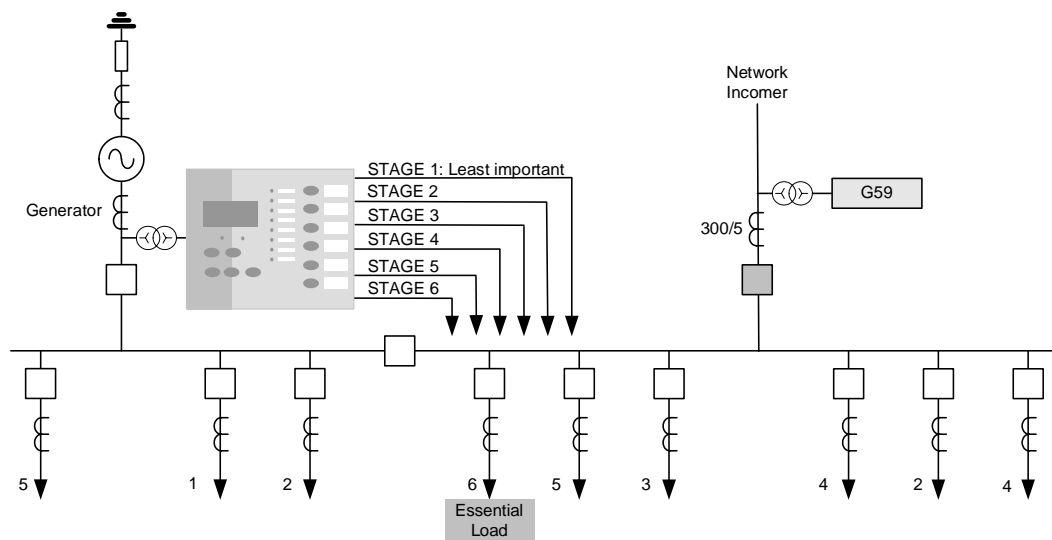 Network
Incomer
STAGE 1: Least important
STAGE 2
G59
Generator
STAGE 3
300/5
STAGE 4
STAGE 5
STAGE 6
5
1
2
6
5
3
4
2
4
Essential
Load